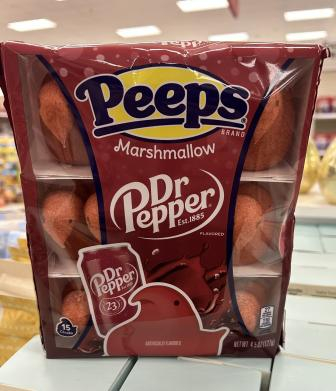 Peeps
BRAND
Marshmallow
Dr
Pepper
Est. 1885
FLAVORED
Dr
Pepper
23
15
Chicks
ARTIFICIALLY FLAVORED
NET WT. 4.5 OZ (127g)